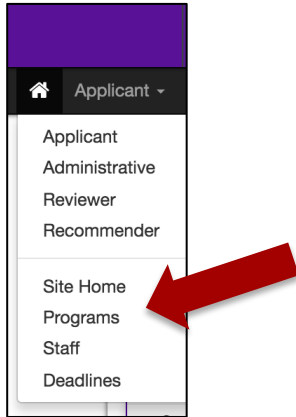 Applicant
Applicant
Administrative
Reviewer
Recommender
Site Home
Programs
Staff
Deadlines